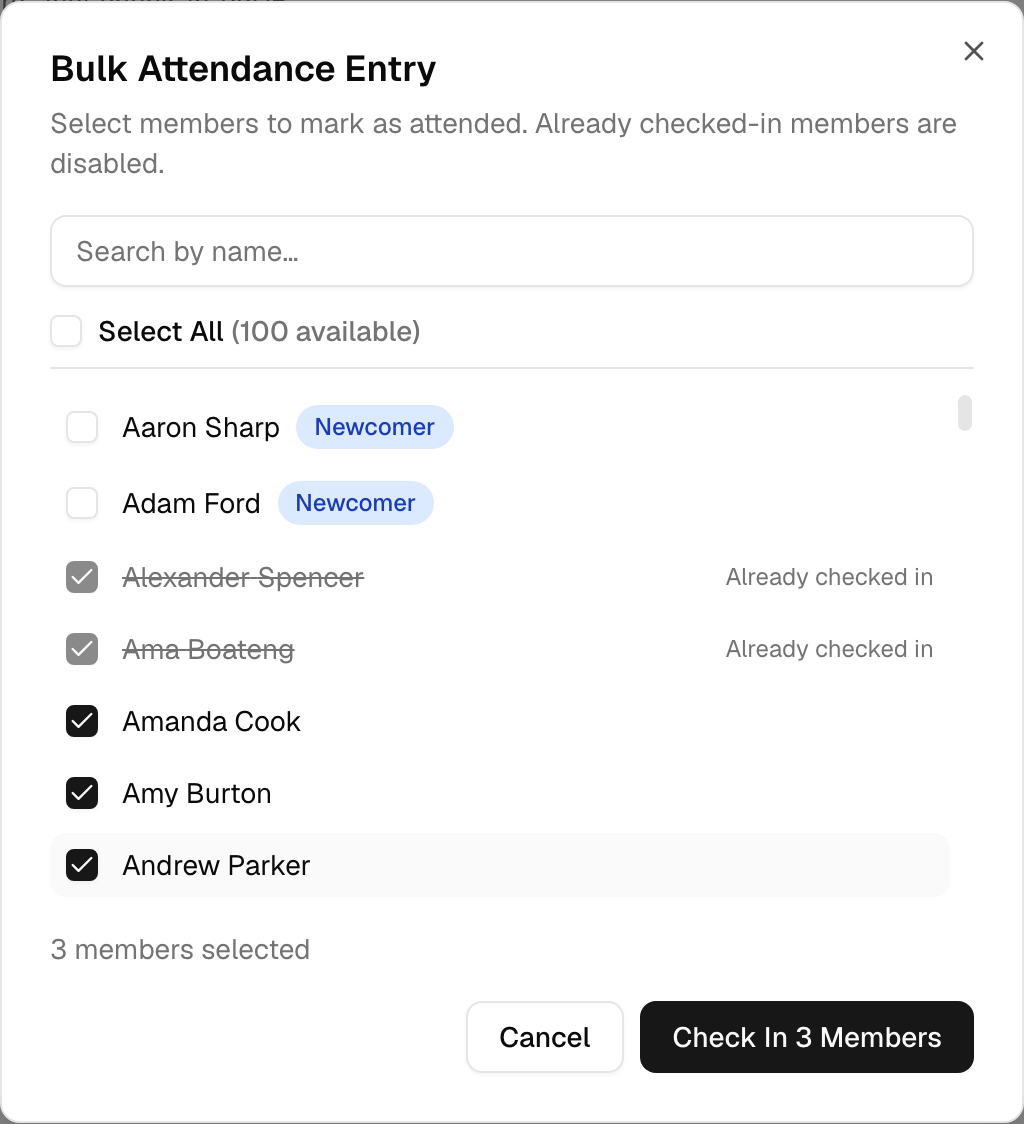 Bulk Attendance Entry
Select members to mark as attended. Already checked-in members are
disabled.
Search by name...
Select All (100 available)
Aaron Sharp Newcomer
Adam Ford Newcomer
Alexander Spencer Already checked in
Ama Boateng Already checked in
Amanda Cook
Amy Burton
Andrew Parker
3 members selected
Cancel Check In 3 Members